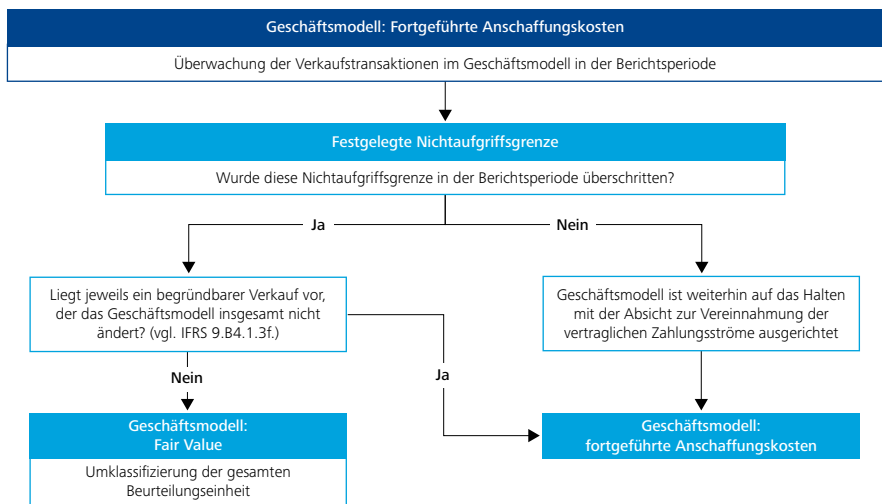 Geschäftsmodell: Fortgeführte Anschaffungskosten
Überwachung der Verkaufstransaktionen im Geschäftsmodell in der Berichtsperiode
Festgelegte Nichtaufgriffsgrenze
Wurde diese Nichtaufgriffsgrenze in der Berichtsperiode überschritten?
Ja
Nein
Liegt jeweils ein begründbarer Verkauf vor,
der das Geschäftsmodell insgesamt nicht
ändert? (vgl. IFRS 9.B4.1.3f.)
Geschäftsmodell ist weiterhin auf das Halten
mit der Absicht zur Vereinnahmung der
vertraglichen Zahlungsströme ausgerichtet
Nein
Ja
Geschäftsmodell:
Fair Value
Umklassifizierung der gesamten
Beurteilungseinheit
Geschäftsmodell:
fortgeführte Anschaffungskosten